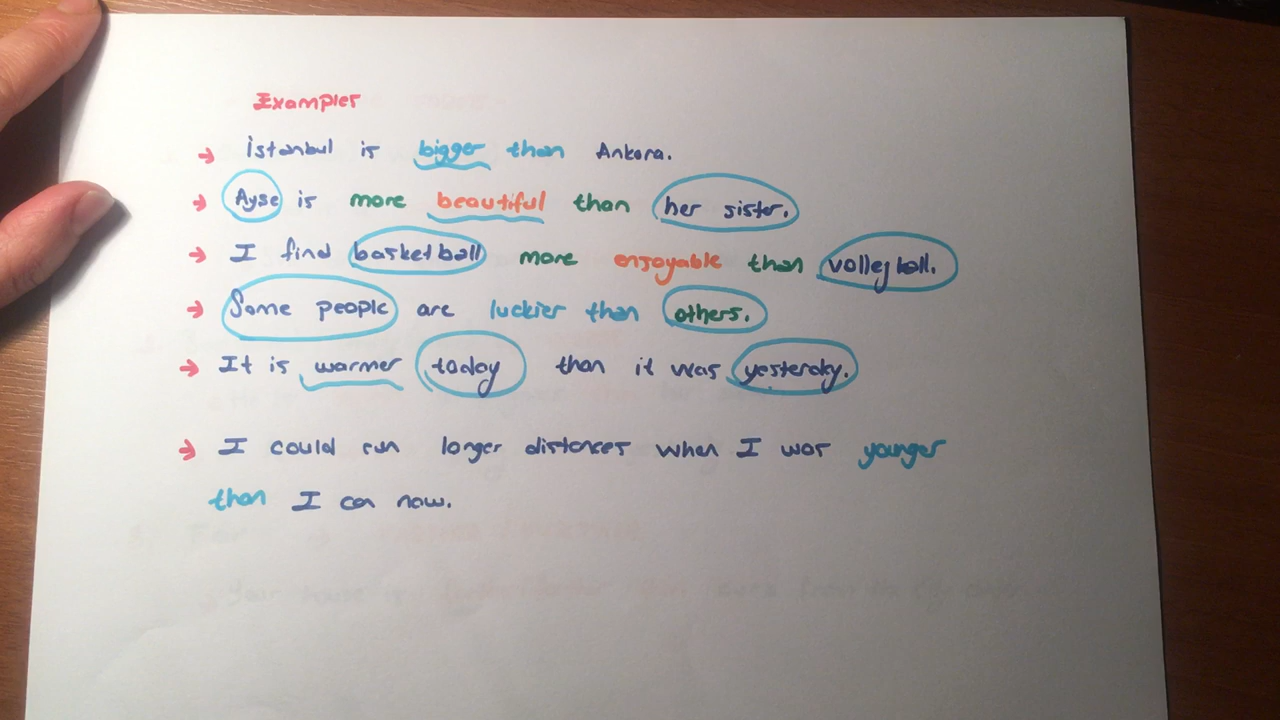 Examples
→ İstanbul is bigger than Ankara.
→ Ayse is more beautiful than her sister.
→ I find basketball more enjoyable than volleyball.
→ Some people are luckier than others.
→ It is warmer today than it was yesterday.
→ I could run longer distances when I was younger
than I can now.